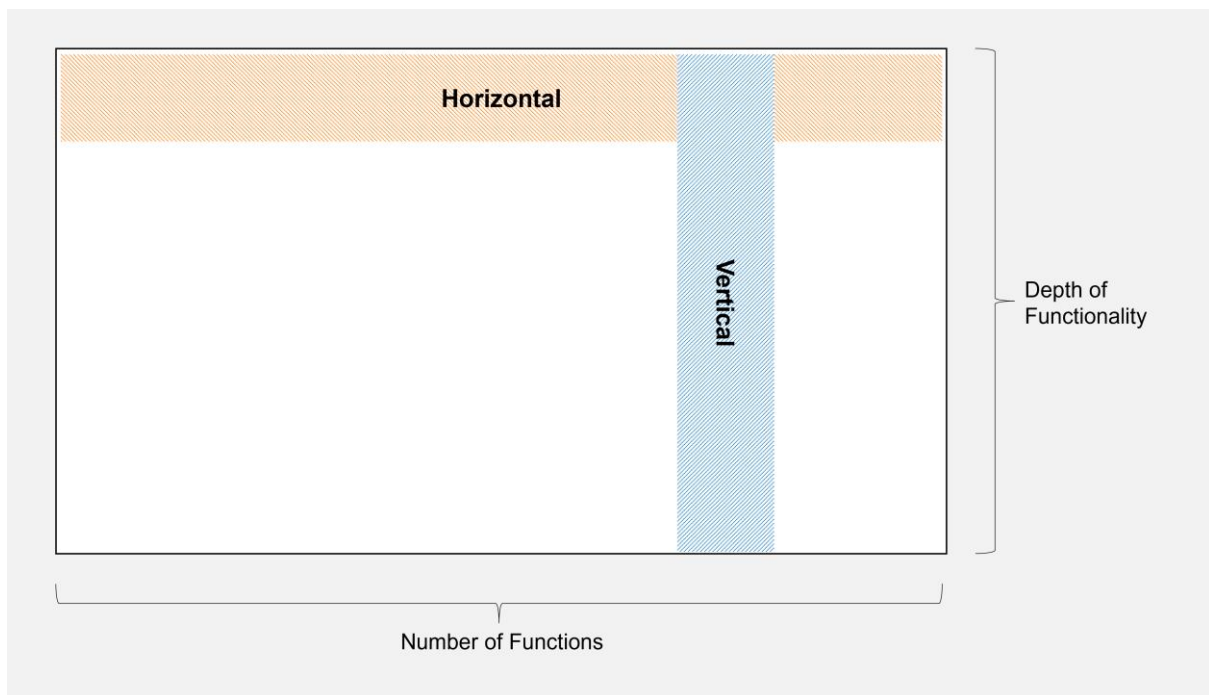 Horizontal
Vertical
Depth of
Functionality
Number of Functions